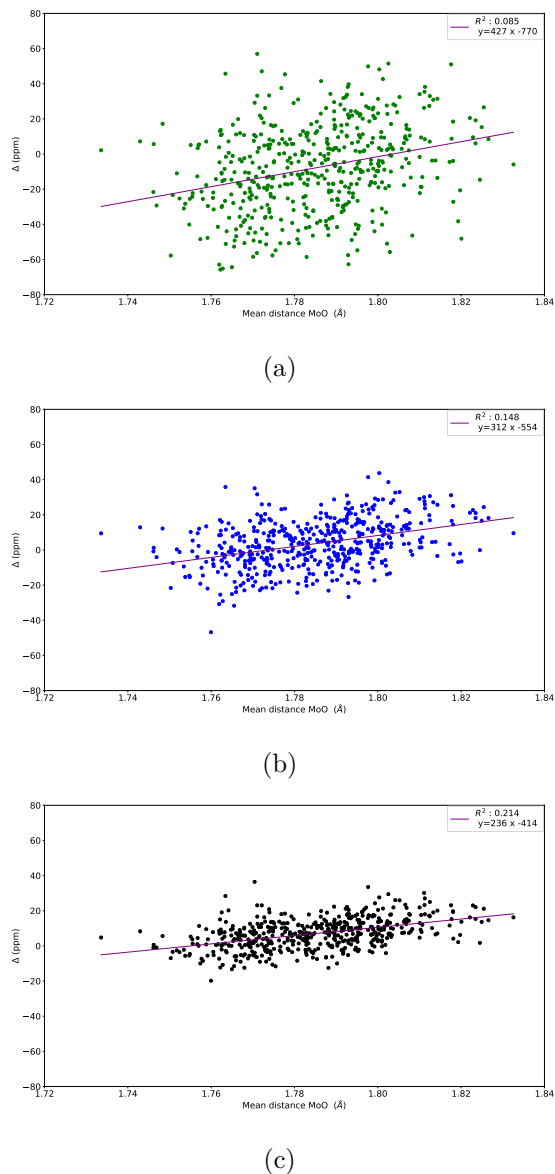 80
60
40
20
0
−20
−40
−60
−80
Δ (ppm)
R² : 0.085
y=427 x -770
1.72 1.74 1.76 1.78 1.80 1.82 1.84
Mean distance MoO (Å)
(a)
80
60
40
20
0
−20
−40
−60
−80
Δ (ppm)
R² : 0.148
y=312 x -554
1.72 1.74 1.76 1.78 1.80 1.82 1.84
Mean distance MoO (Å)
(b)
80
60
40
20
0
−20
−40
−60
−80
Δ (ppm)
R² : 0.214
y=236 x -414
1.72 1.74 1.76 1.78 1.80 1.82 1.84
Mean distance MoO (Å)
(c)